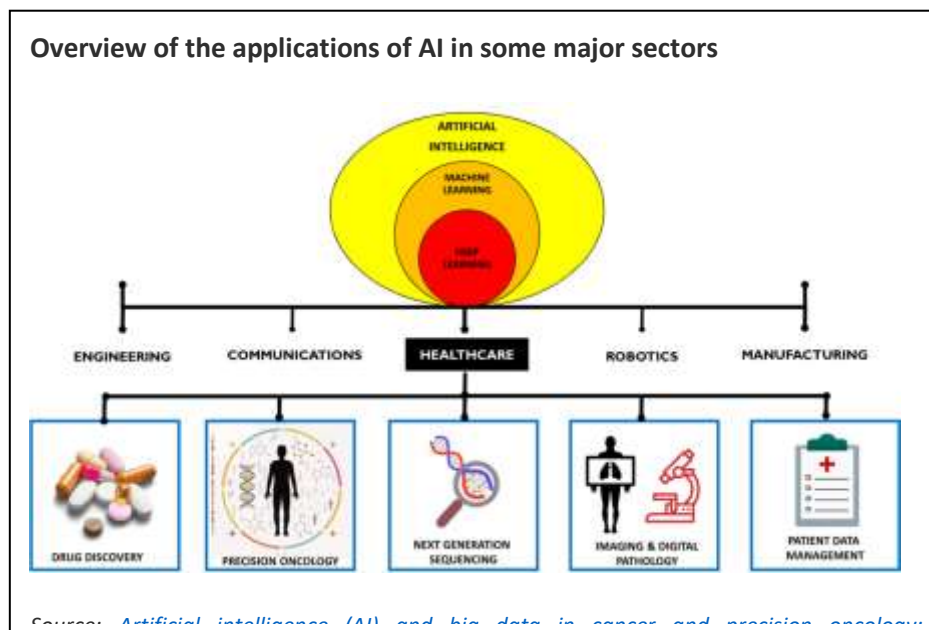 Overview of the applications of AI in some major sectors
ARTIFICIAL
INTELLIGENCE
MACHINE
LEARNING
DEEP
LEARNING
ENGINEERING
COMMUNICATIONS
HEALTHCARE
ROBOTICS
MANUFACTURING
DRUG DISCOVERY
PRECISION ONCOLOGY
NEXT GENERATION
SEQUENCING
IMAGING & DIGITAL
PATHOLOGY
PATIENT DATA
MANAGEMENT
Source: Artificial intelligence (AI) and big data in cancer and precision oncology: